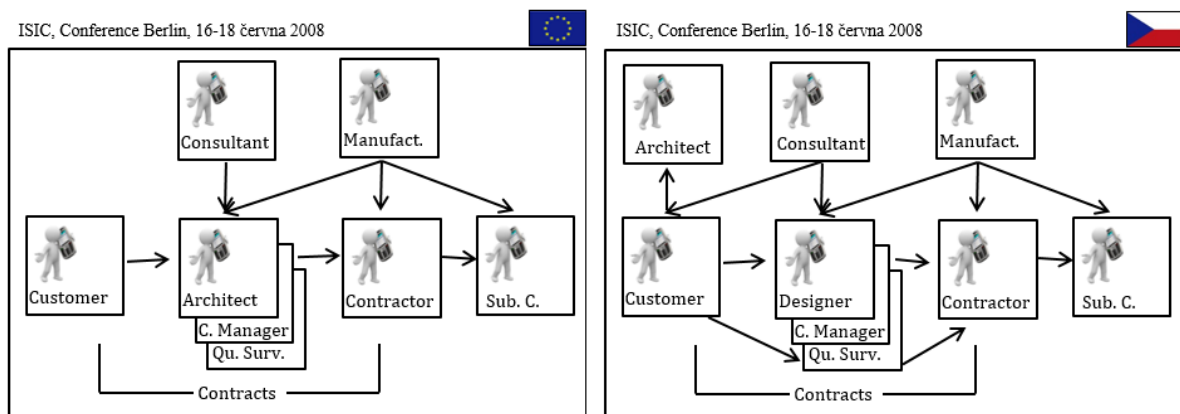 ISIC, Conference Berlin, 16-18 června 2008
Consultant
Manufact.
Customer
Architect
Contractor
Sub. C.
C. Manager
Qu. Surv.
Contracts
ISIC, Conference Berlin, 16-18 června 2008
Architect
Consultant
Manufact.
Customer
Designer
Contractor
Sub. C.
C. Manager
Qu. Surv.
Contracts